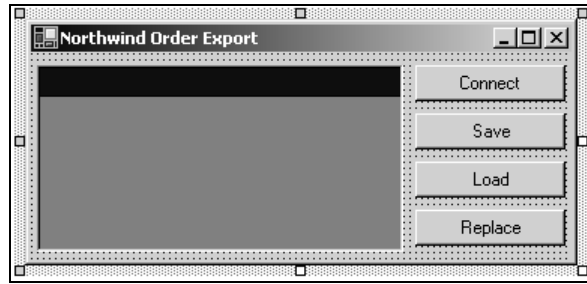 Northwind Order Export
Connect
Save
Load
Replace